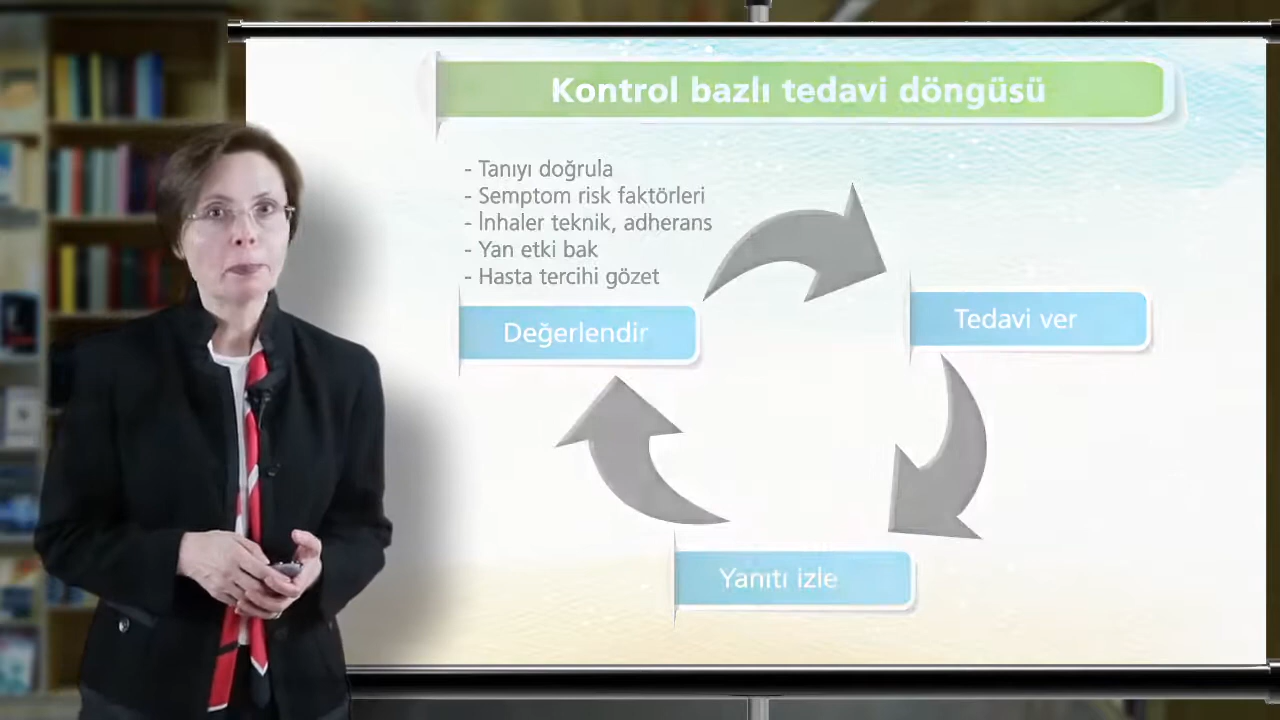 Kontrol bazlı tedavi döngüsü
- Tanıyı doğrula
- Semptom risk faktörleri
- İnhaler teknik, adherans
- Yan etki bak
- Hasta tercihi gözet
Değerlendir
Tedavi ver
Yanıtı izle